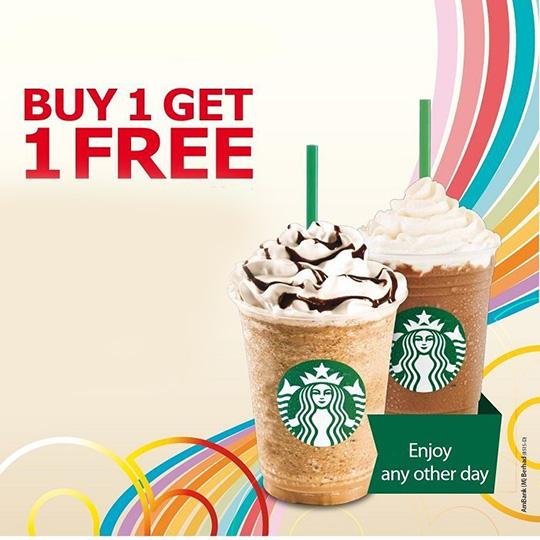 BUY 1 GET
1 FREE
Enjoy
any other day
AmBank (M) Berhad